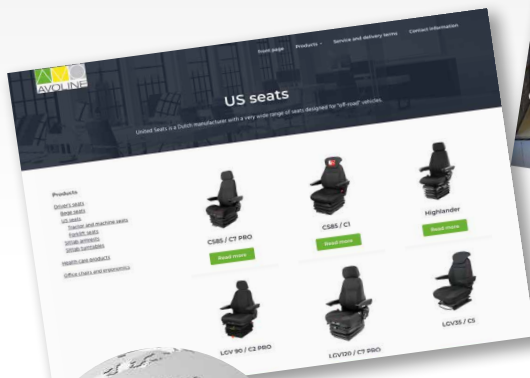 AVOLINE
Front page Products Service and delivery terms Contact information
US seats
United Seats is a Dutch manufacturer with a very wide range of seats designed for "off-road" vehicles.
Products
Driver's seats
Bege seats
US seats
Tractor and machine seats
Forklift seats
Unlap armrests
Unlap turntables
Health care products
Office chairs and ergonomics
CS85 / C7 PRO
Read more
CS85 / C1
Read more
Highlander
Read more
LGV 90 / C2 PRO
LGV120 / C7 PRO
LGV35 / C5